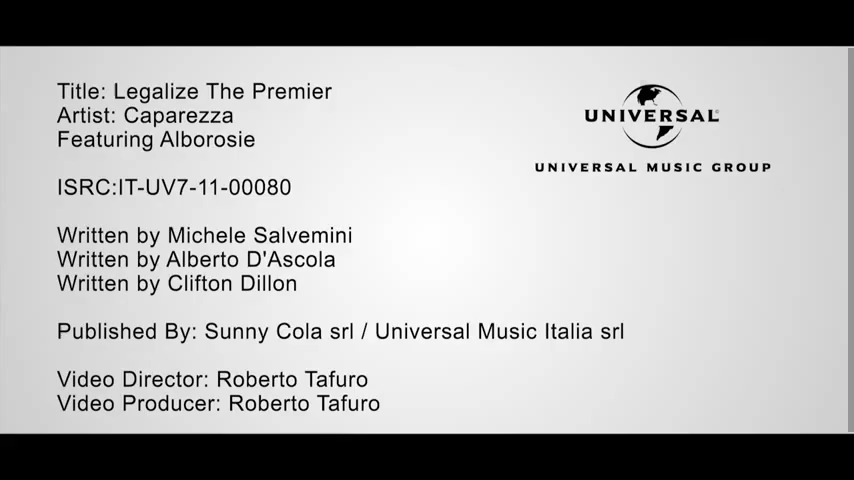 Title: Legalize The Premier
Artist: Caparezza
Featuring Alborosie
ISRC:IT-UV7-11-00080
Written by Michele Salvemini
Written by Alberto D'Ascola
Written by Clifton Dillon
Published By: Sunny Cola srl / Universal Music Italia srl
Video Director: Roberto Tafuro
Video Producer: Roberto Tafuro
UNIVERSAL®
UNIVERSAL MUSIC GROUP